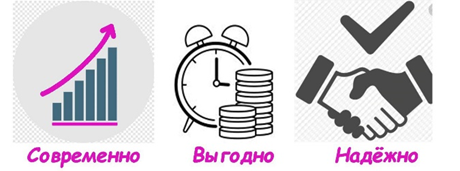 Современно Выгодно Надёжно